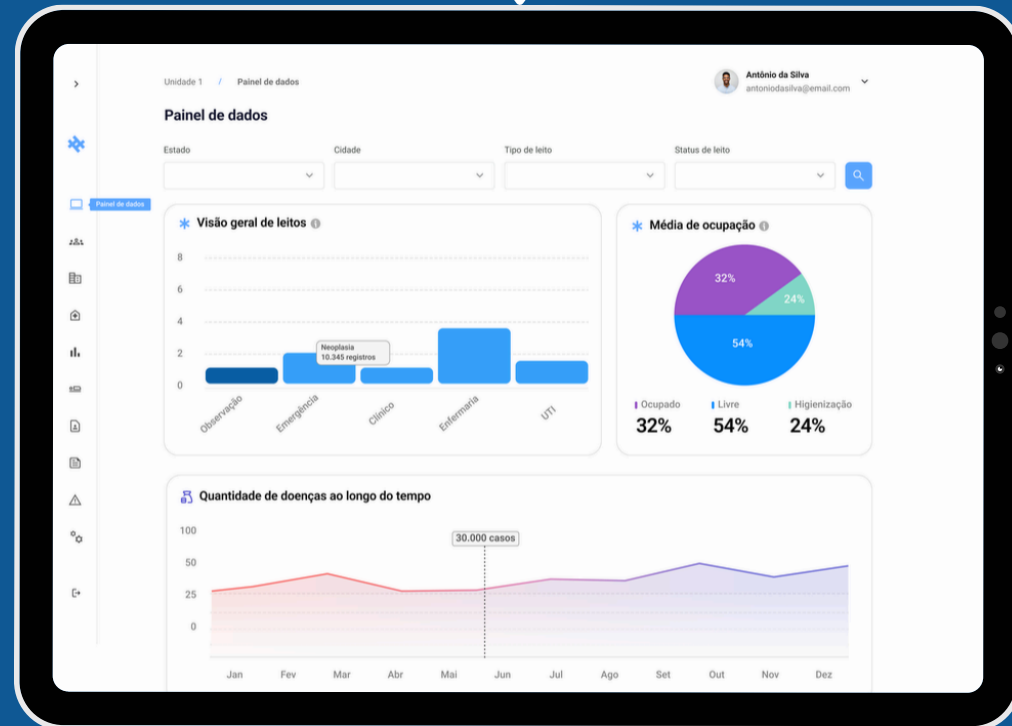 Unidade 1 / Painel de dados
Antônio da Silva
antoniodasilva@email.com
Painel de dados
Estado
Cidade
Tipo de leito
Status de leito
Painel de dados
Visão geral de leitos
8
6
4
2
0
Neoplasia
10.345 registros
Observação
Emergência
Clínico
Enfermaria
UTI
Média de ocupação
32%
24%
54%
Ocupado
Livre
Higienização
32%
54%
24%
Quantidade de doenças ao longo do tempo
100
50
25
0
30.000 casos
Jan
Fev
Mar
Abr
Mai
Jun
Jul
Ago
Set
Out
Nov
Dez